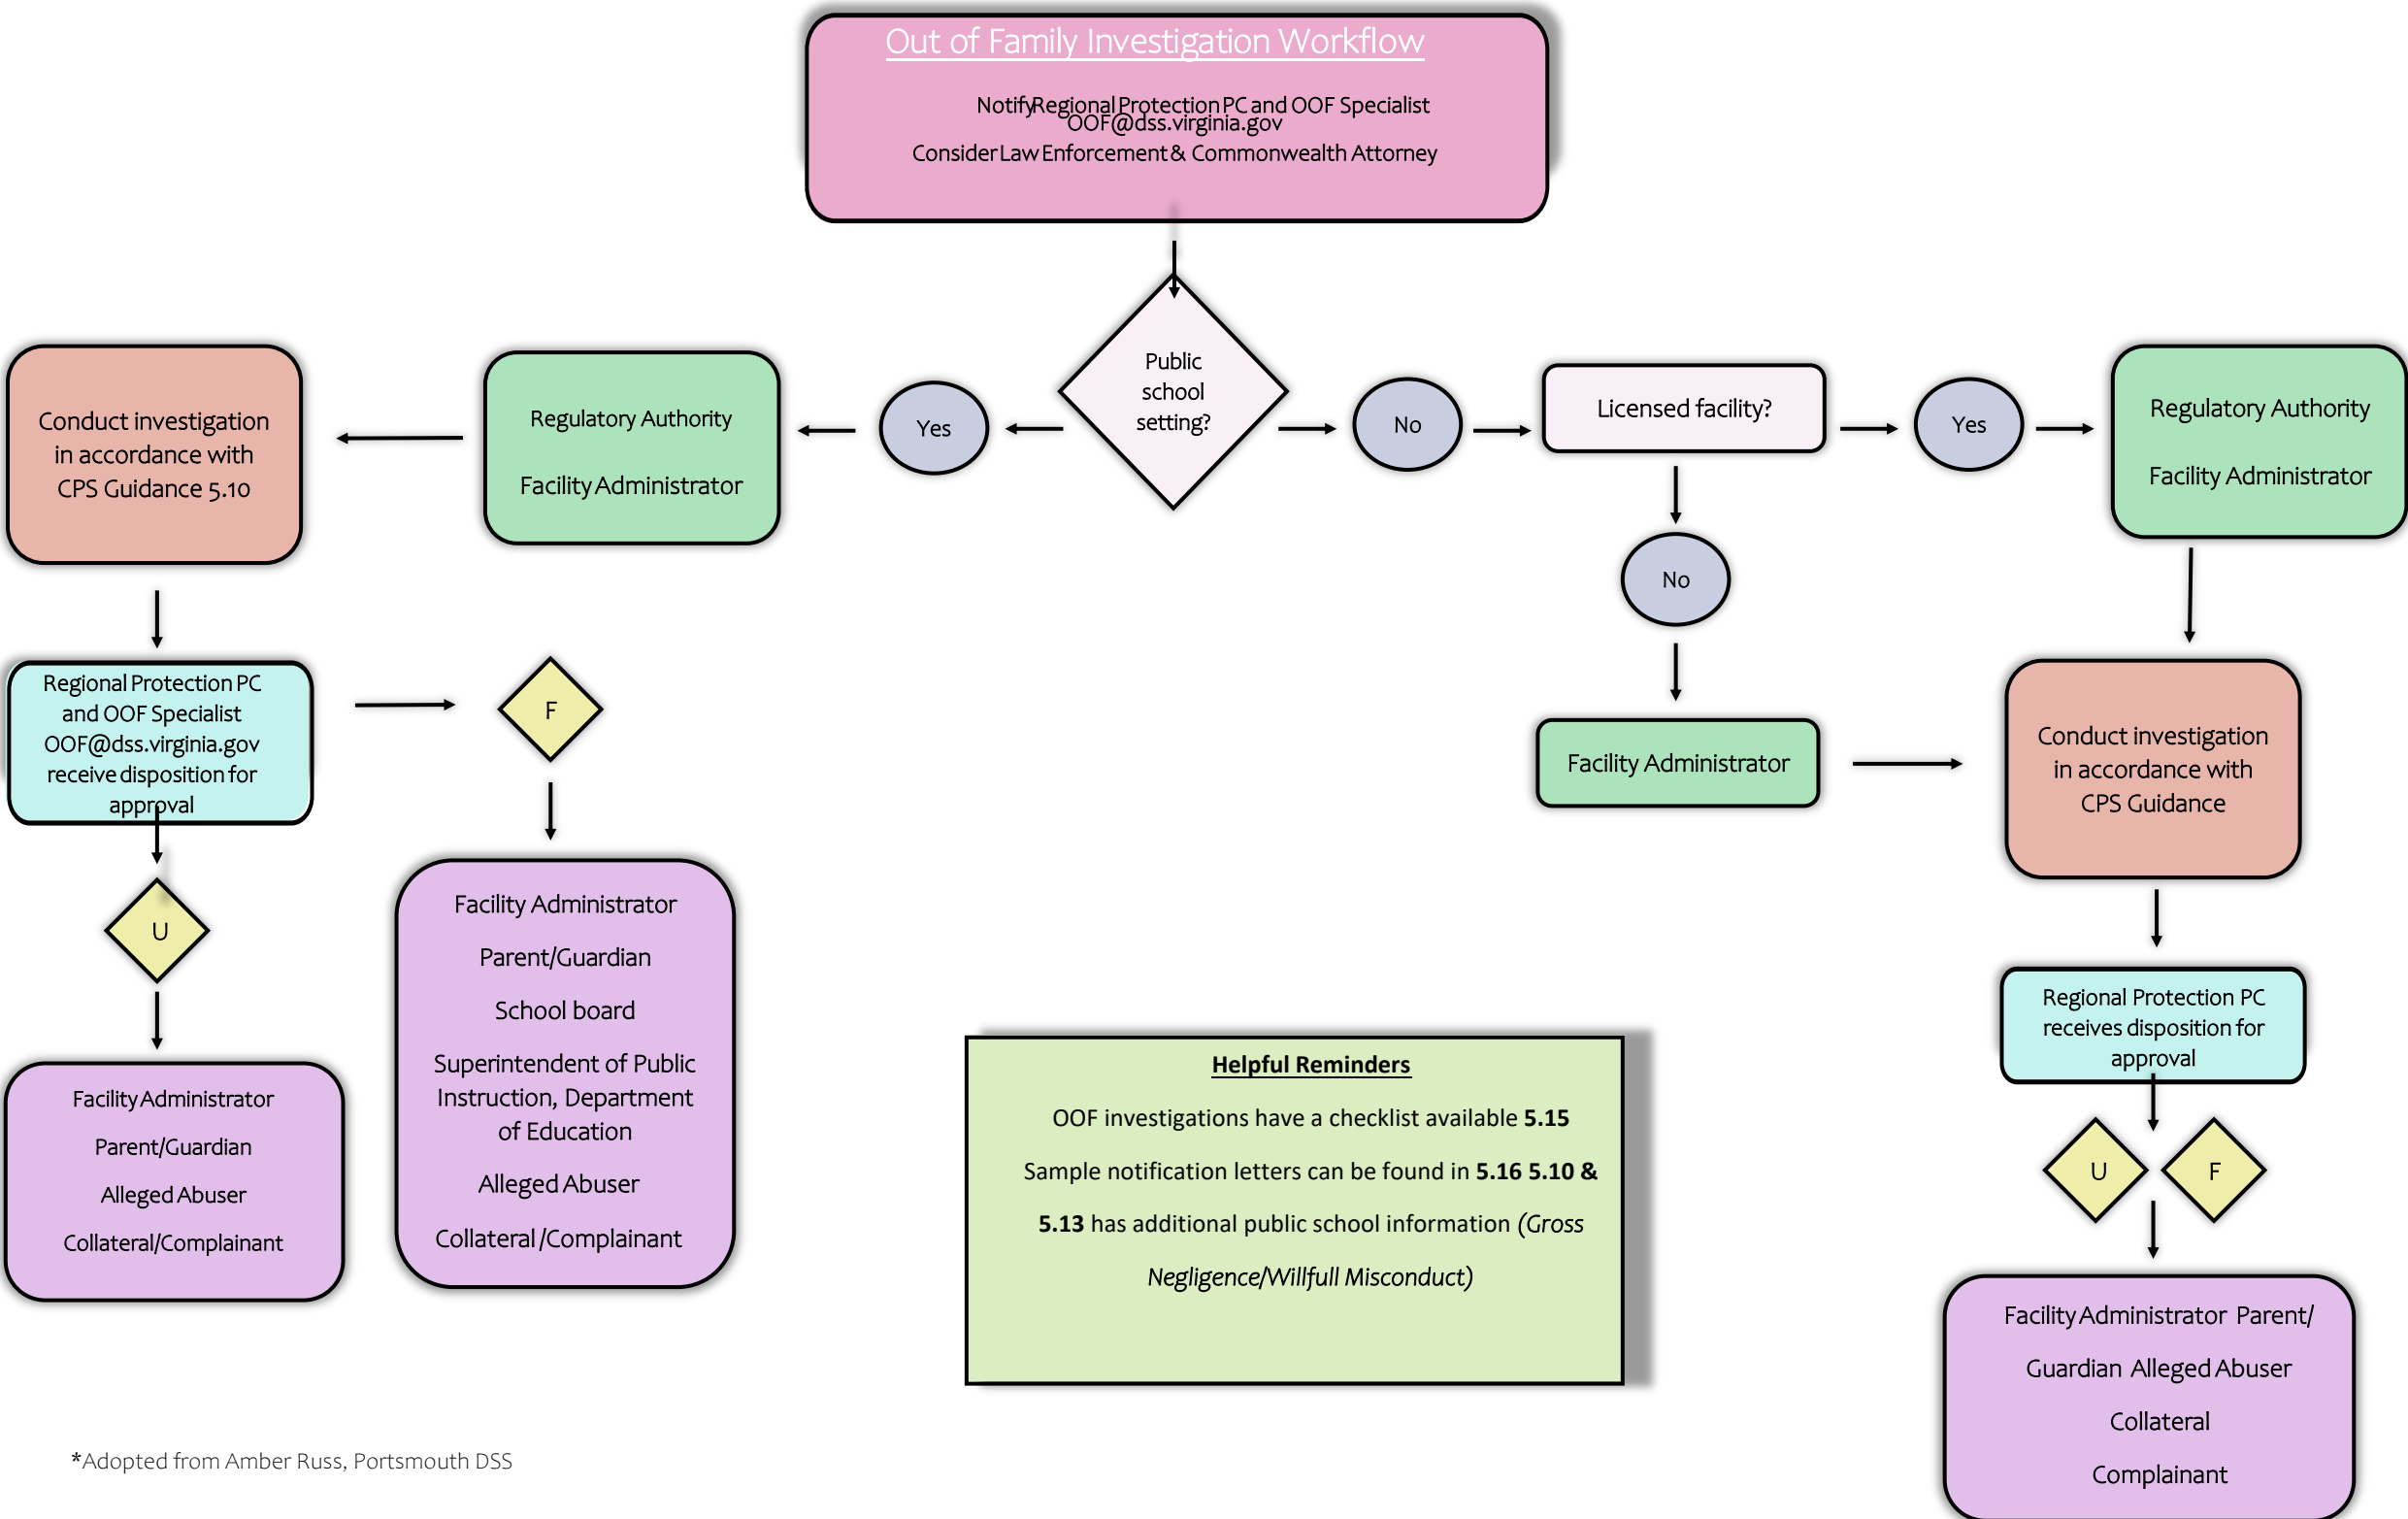 Out of Family Investigation Workflow
Notify Regional Protection PC and OOF Specialist
OOF@dss.virginia.gov
Consider Law Enforcement & Commonwealth Attorney
Public
school
setting?
Yes
Regulatory Authority
Facility Administrator
Conduct investigation
in accordance with
CPS Guidance 5.10
Regional Protection PC
and OOF Specialist
OOF@dss.virginia.gov
receive disposition for
approval
F
Facility Administrator
Parent/Guardian
School board
Superintendent of Public
Instruction, Department
of Education
Alleged Abuser
Collateral/Complainant
U
Facility Administrator
Parent/Guardian
Alleged Abuser
Collateral/Complainant
No
Licensed facility?
Yes
Regulatory Authority
Facility Administrator
No
Facility Administrator
Conduct investigation
in accordance with
CPS Guidance
Regional Protection PC
receives disposition for
approval
U
F
Facility Administrator Parent/
Guardian Alleged Abuser
Collateral
Complainant
Helpful Reminders
OOF investigations have a checklist available 5.15
Sample notification letters can be found in 5.16 5.10 &
5.13 has additional public school information (Gross
Negligence/Willfull Misconduct)
*Adopted from Amber Russ, Portsmouth DSS